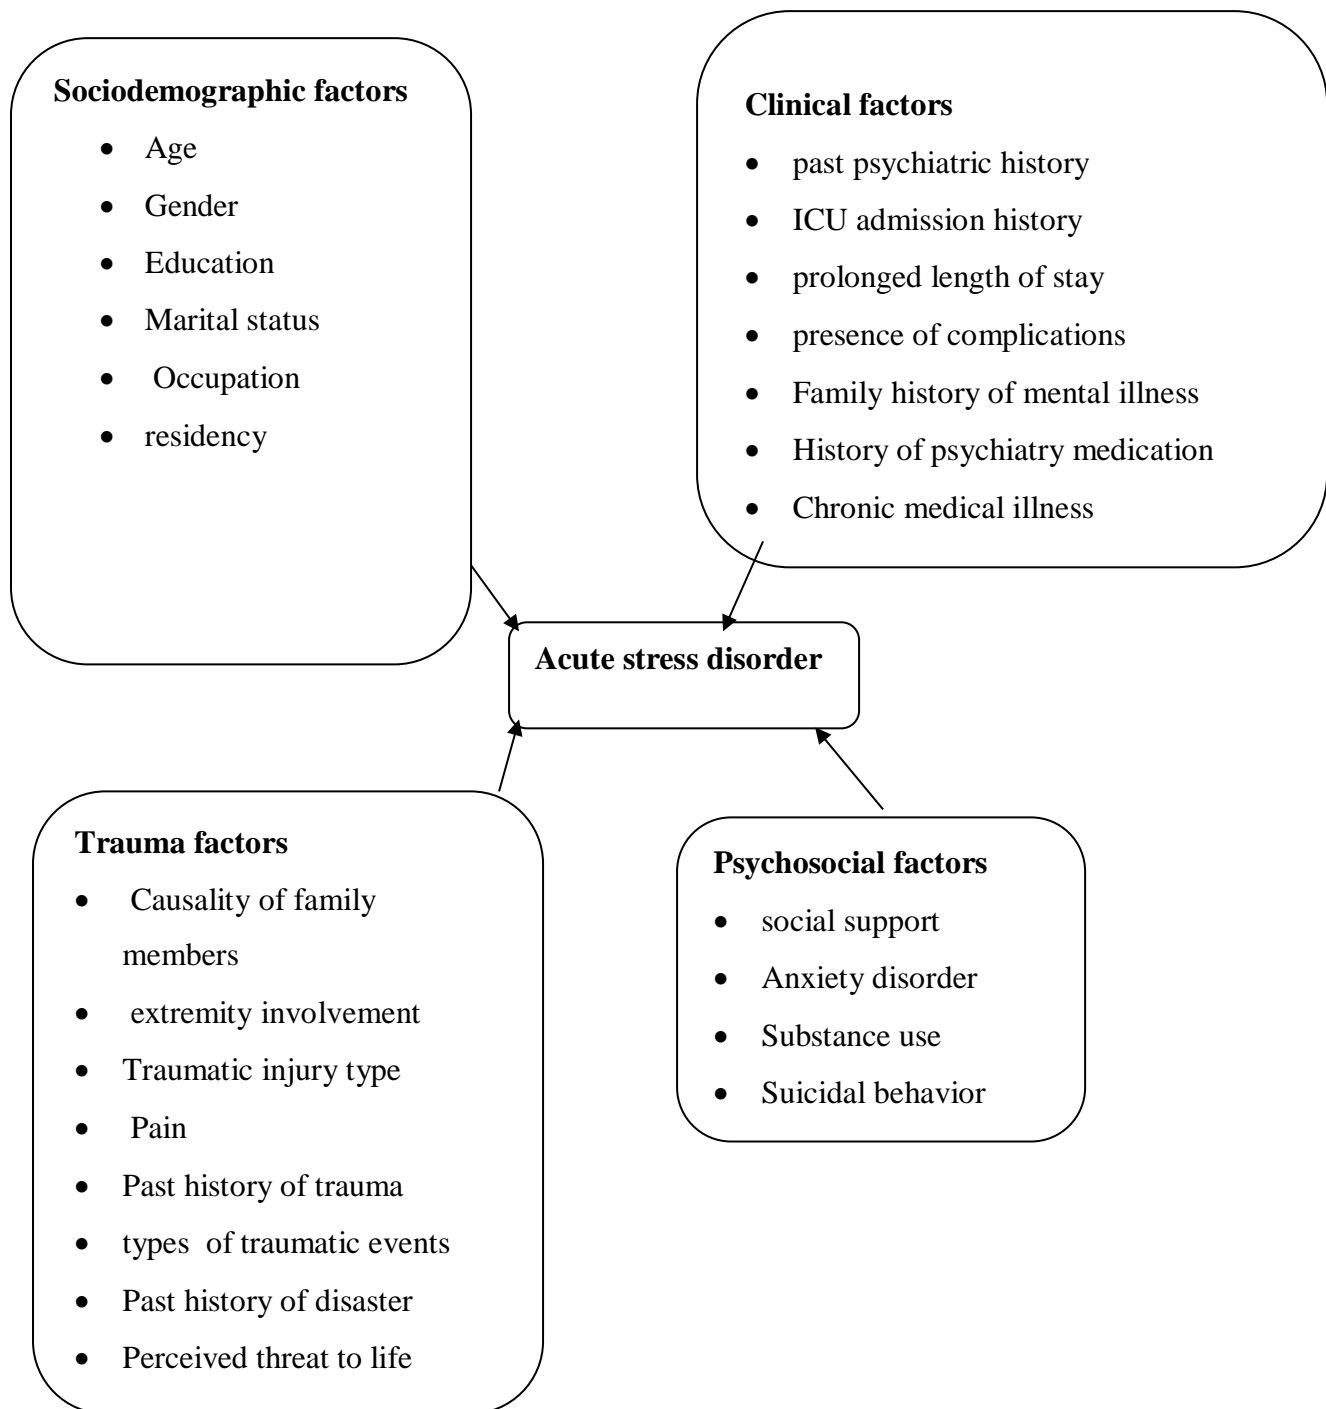 Sociodemographic factors
• Age
• Gender
• Education
• Marital status
• Occupation
• residency
Clinical factors
• past psychiatric history
• ICU admission history
• prolonged length of stay
• presence of complications
• Family history of mental illness
• History of psychiatry medication
• Chronic medical illness
Acute stress disorder
Trauma factors
• Causality of family
members
• extremity involvement
• Traumatic injury type
• Pain
• Past history of trauma
• types of traumatic events
• Past history of disaster
• Perceived threat to life
Psychosocial factors
• social support
• Anxiety disorder
• Substance use
• Suicidal behavior